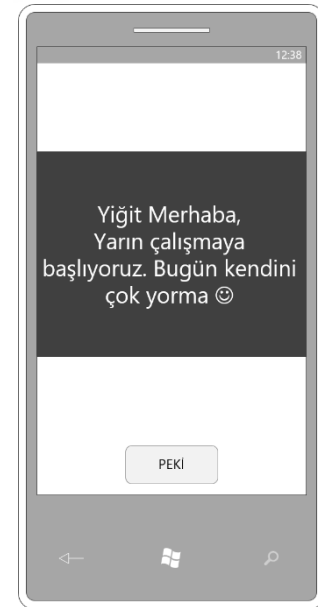 12:38
Yiğit Merhaba,
Yarın çalışmaya
başlıyoruz. Bugün kendini
çok yorma ☺
PEKİ